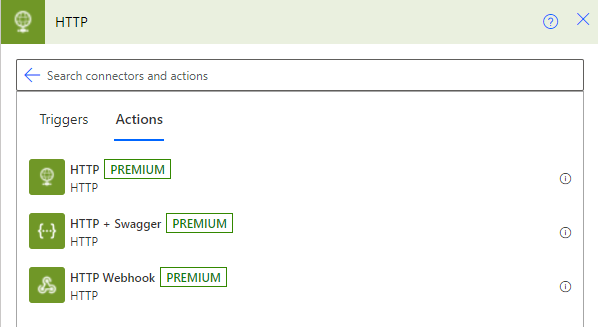 HTTP
Search connectors and actions
Triggers Actions
HTTP PREMIUM
HTTP
HTTP + Swagger PREMIUM
HTTP
HTTP Webhook PREMIUM
HTTP